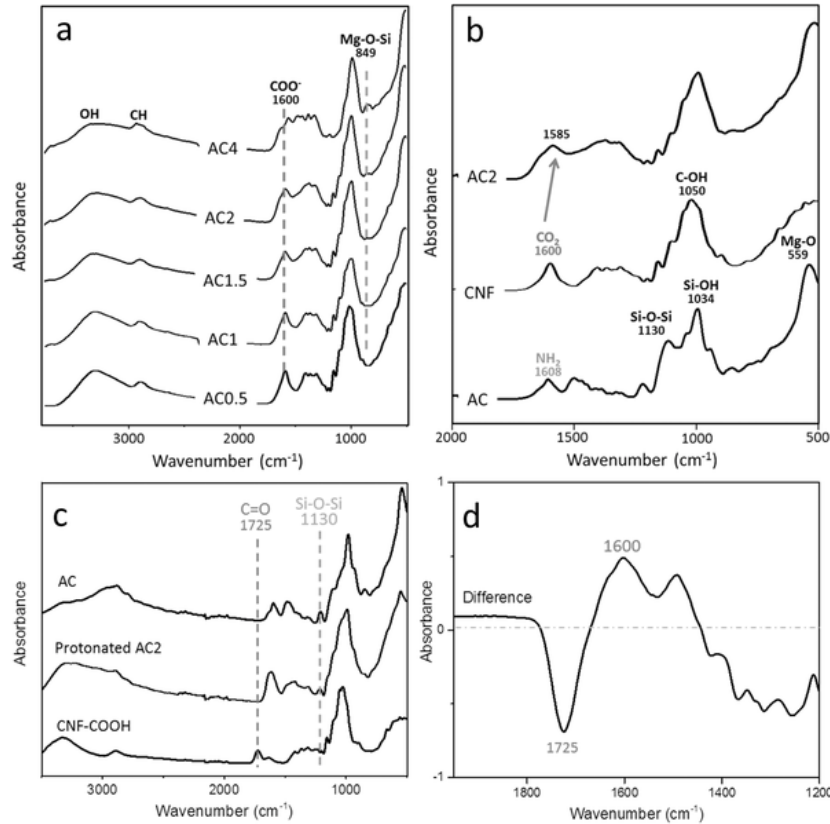 a
Mg-O-Si
849
COO⁻
1600
OH
CH
AC4
AC2
AC1.5
AC1
AC0.5
Absorbance
3000
2000
1000
Wavenumber (cm⁻¹)
b
1585
AC2
C-OH
1050
CO₂
1600
Mg-O
559
CNF
Si-OH
1034
Si-O-Si
1130
NH₂
1608
AC
Absorbance
2000
1500
1000
500
Wavenumber (cm⁻¹)
c
C=O
1725
Si-O-Si
1130
AC
Protonated AC2
CNF-COOH
Absorbance
3000
2000
1000
Wavenumber (cm⁻¹)
d
1
1600
Difference
0
1725
-1
Absorbance
1800
1600
1400
1200
Wavenumber (cm⁻¹)